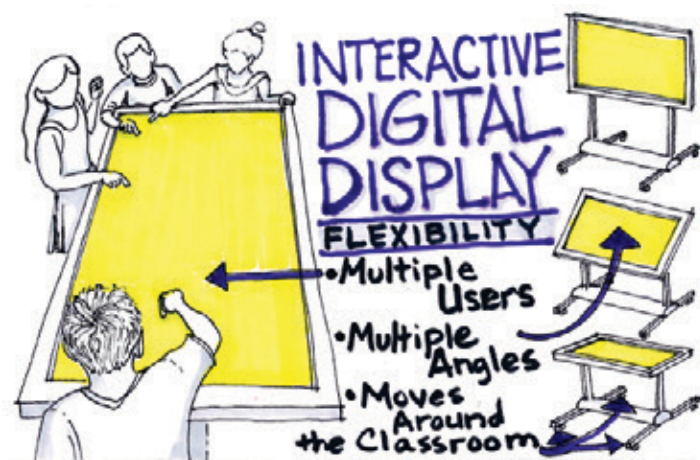 INTERACTIVE
DIGITAL
DISPLAY
FLEXIBILITY
• Multiple
Users
• Multiple
Angles
• Moves
Around
the Classroom